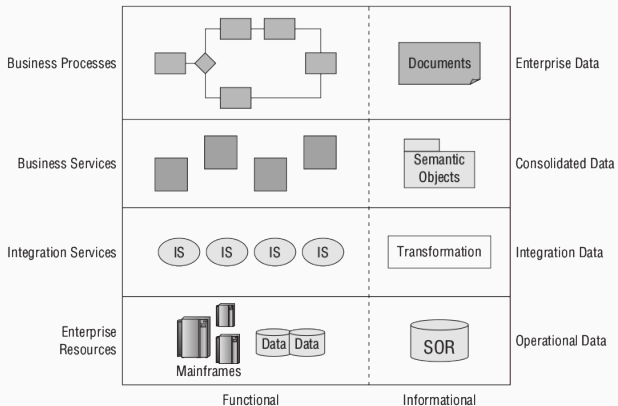 Business Processes
Documents
Enterprise Data
Business Services
Semantic
Objects
Consolidated Data
Integration Services
IS
IS
IS
IS
Transformation
Integration Data
Enterprise
Resources
Mainframes
Data
Data
SOR
Operational Data
Functional
Informational